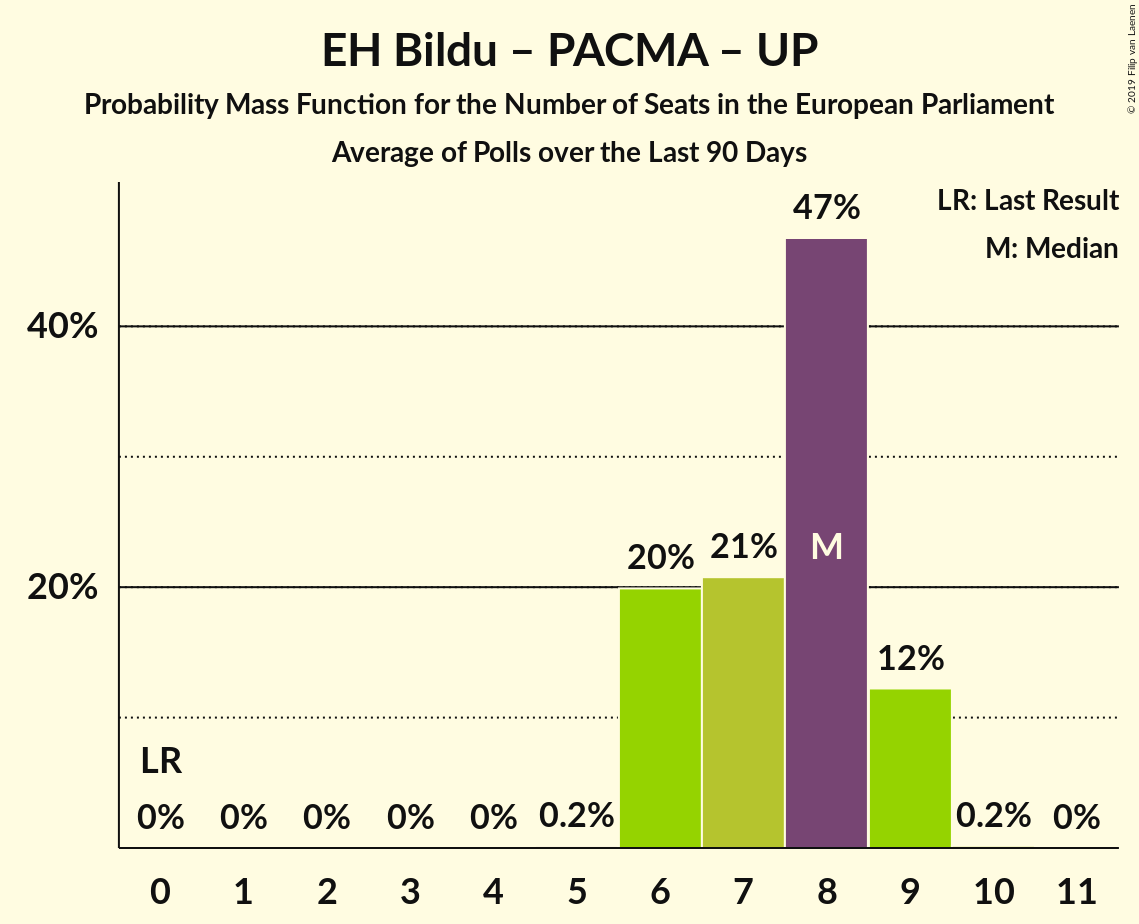 EH Bildu – PACMA – UP
Probability Mass Function for the Number of Seats in the European Parliament
Average of Polls over the Last 90 Days
© 2019 Filip van Laenen
LR: Last Result
M: Median
47%
40%
M
20% 21%
20%
12%
LR
0% 0% 0% 0% 0% 0.2% 0.2% 0%
0 1 2 3 4 5 6 7 8 9 10 11